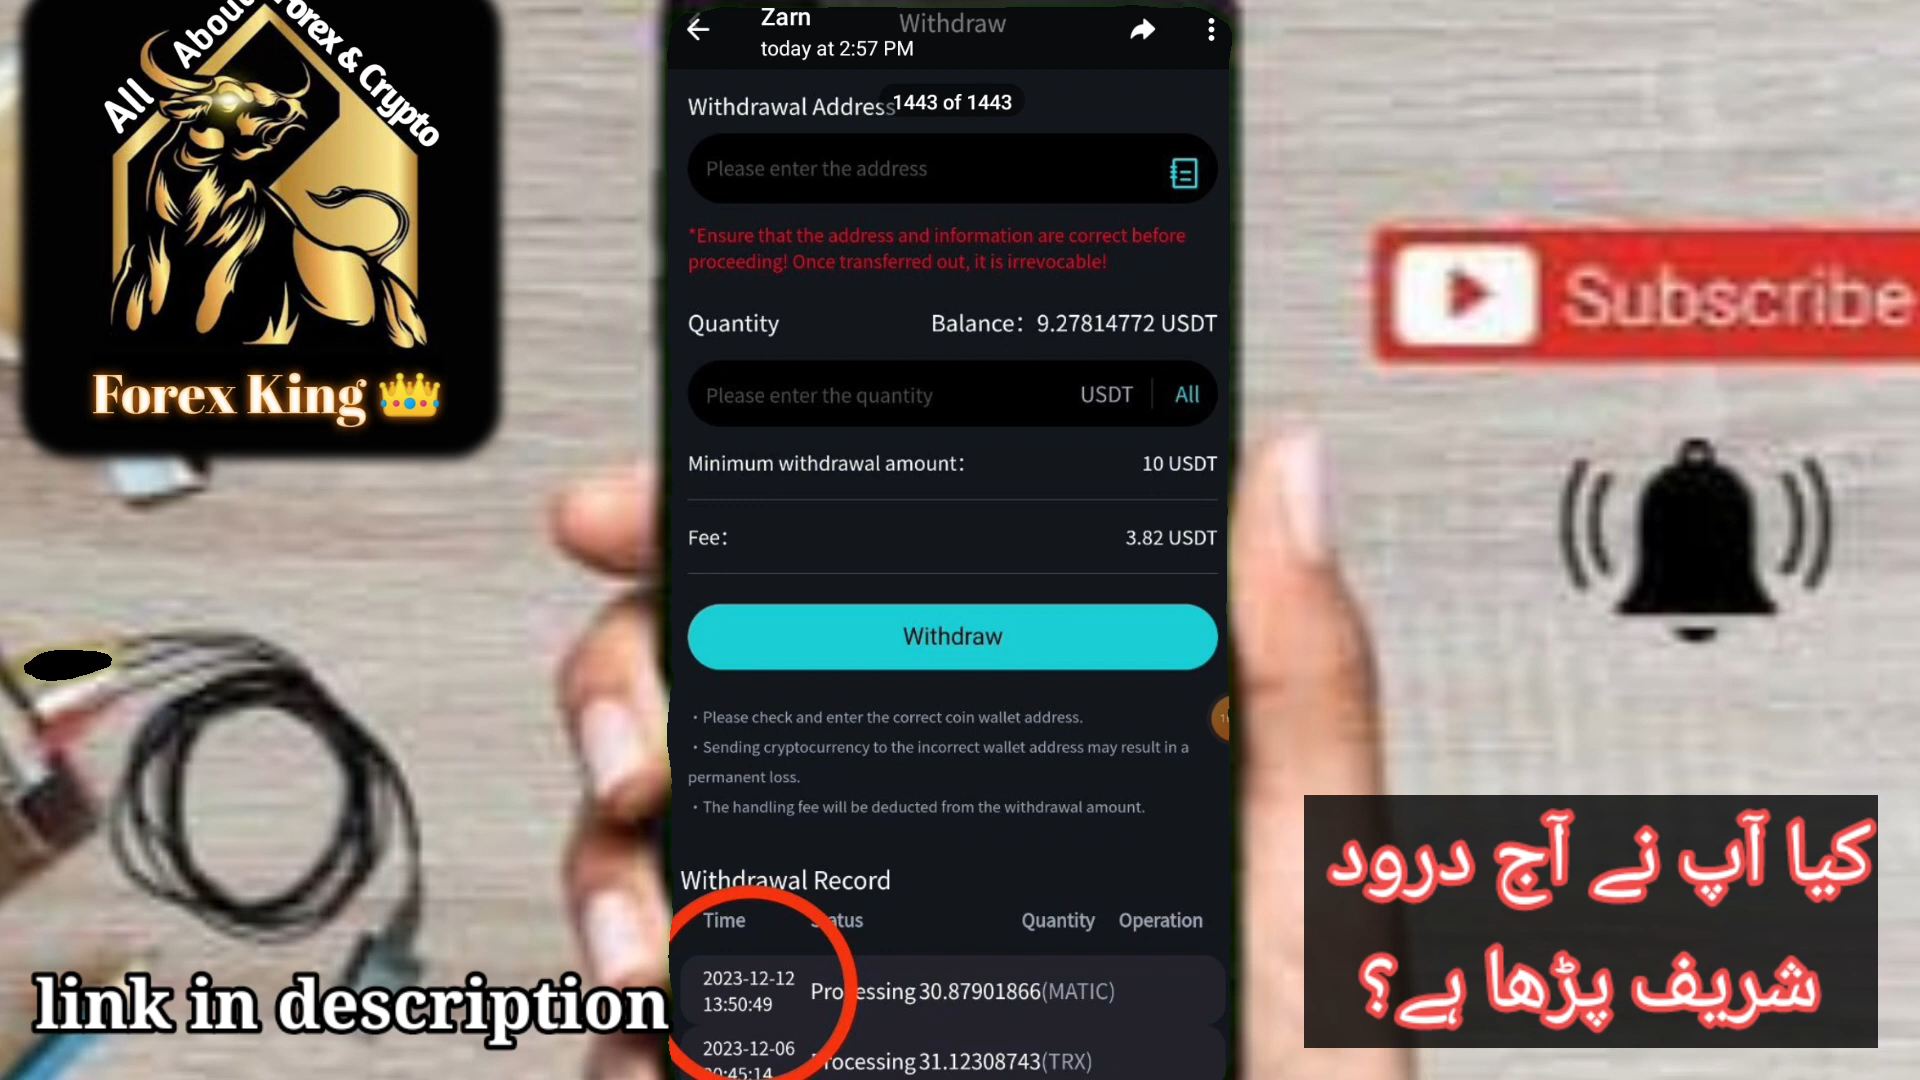 All About Forex & Crypto
Forex King
Zarn
Withdraw
today at 2:57 PM
1443 of 1443
Withdrawal Address
Please enter the address
*Ensure that the address and information are correct before
proceeding! Once transferred out, it is irrevocable!
Quantity
Balance: 9.27814772 USDT
Please enter the quantity
USDT
All
Minimum withdrawal amount:
10 USDT
Fee:
3.82 USDT
Withdraw
• Please check and enter the correct coin wallet address.
• Sending cryptocurrency to the incorrect wallet address may result in a
permanent loss.
• The handling fee will be deducted from the withdrawal amount.
Withdrawal Record
Time Status Quantity Operation
2023-12-12
13:50:49
Processing 30.87901866(MATIC)
2023-12-06
20:45:14
Processing 31.12308743(TRX)
Subscribe
کیا آپ نے آج درود
شریف پڑھا ہے؟
link in description